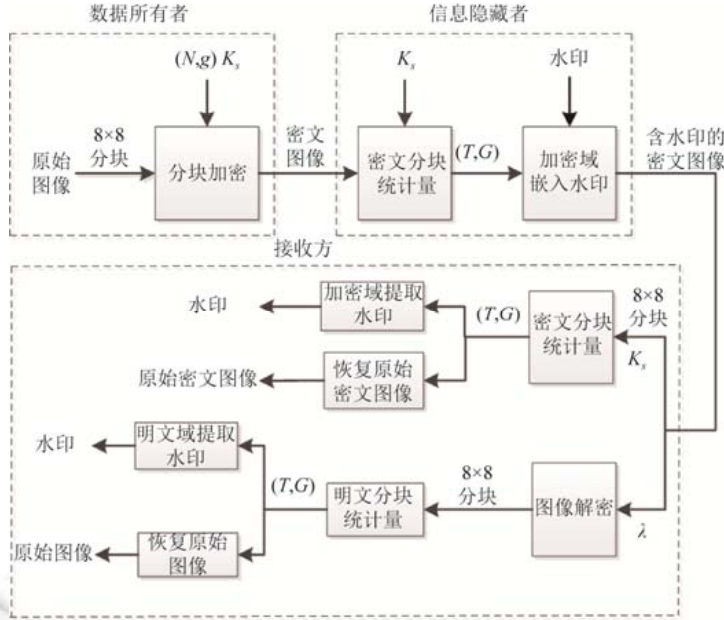 数据所有者
信息隐藏者
(N,g) Ks
Ks
水印
原始
图像
8×8
分块
分块加密
密文
图像
密文分块
统计量
(T,G)
加密域
嵌入水印
含水印的
密文图像
接收方
水印
加密域提取
水印
(T,G)
密文分块
统计量
8×8
分块
Ks
原始密文图像
恢复原始
密文图像
水印
明文域提取
水印
(T,G)
明文分块
统计量
8×8
分块
图像解密
λ
原始图像
恢复原始
图像